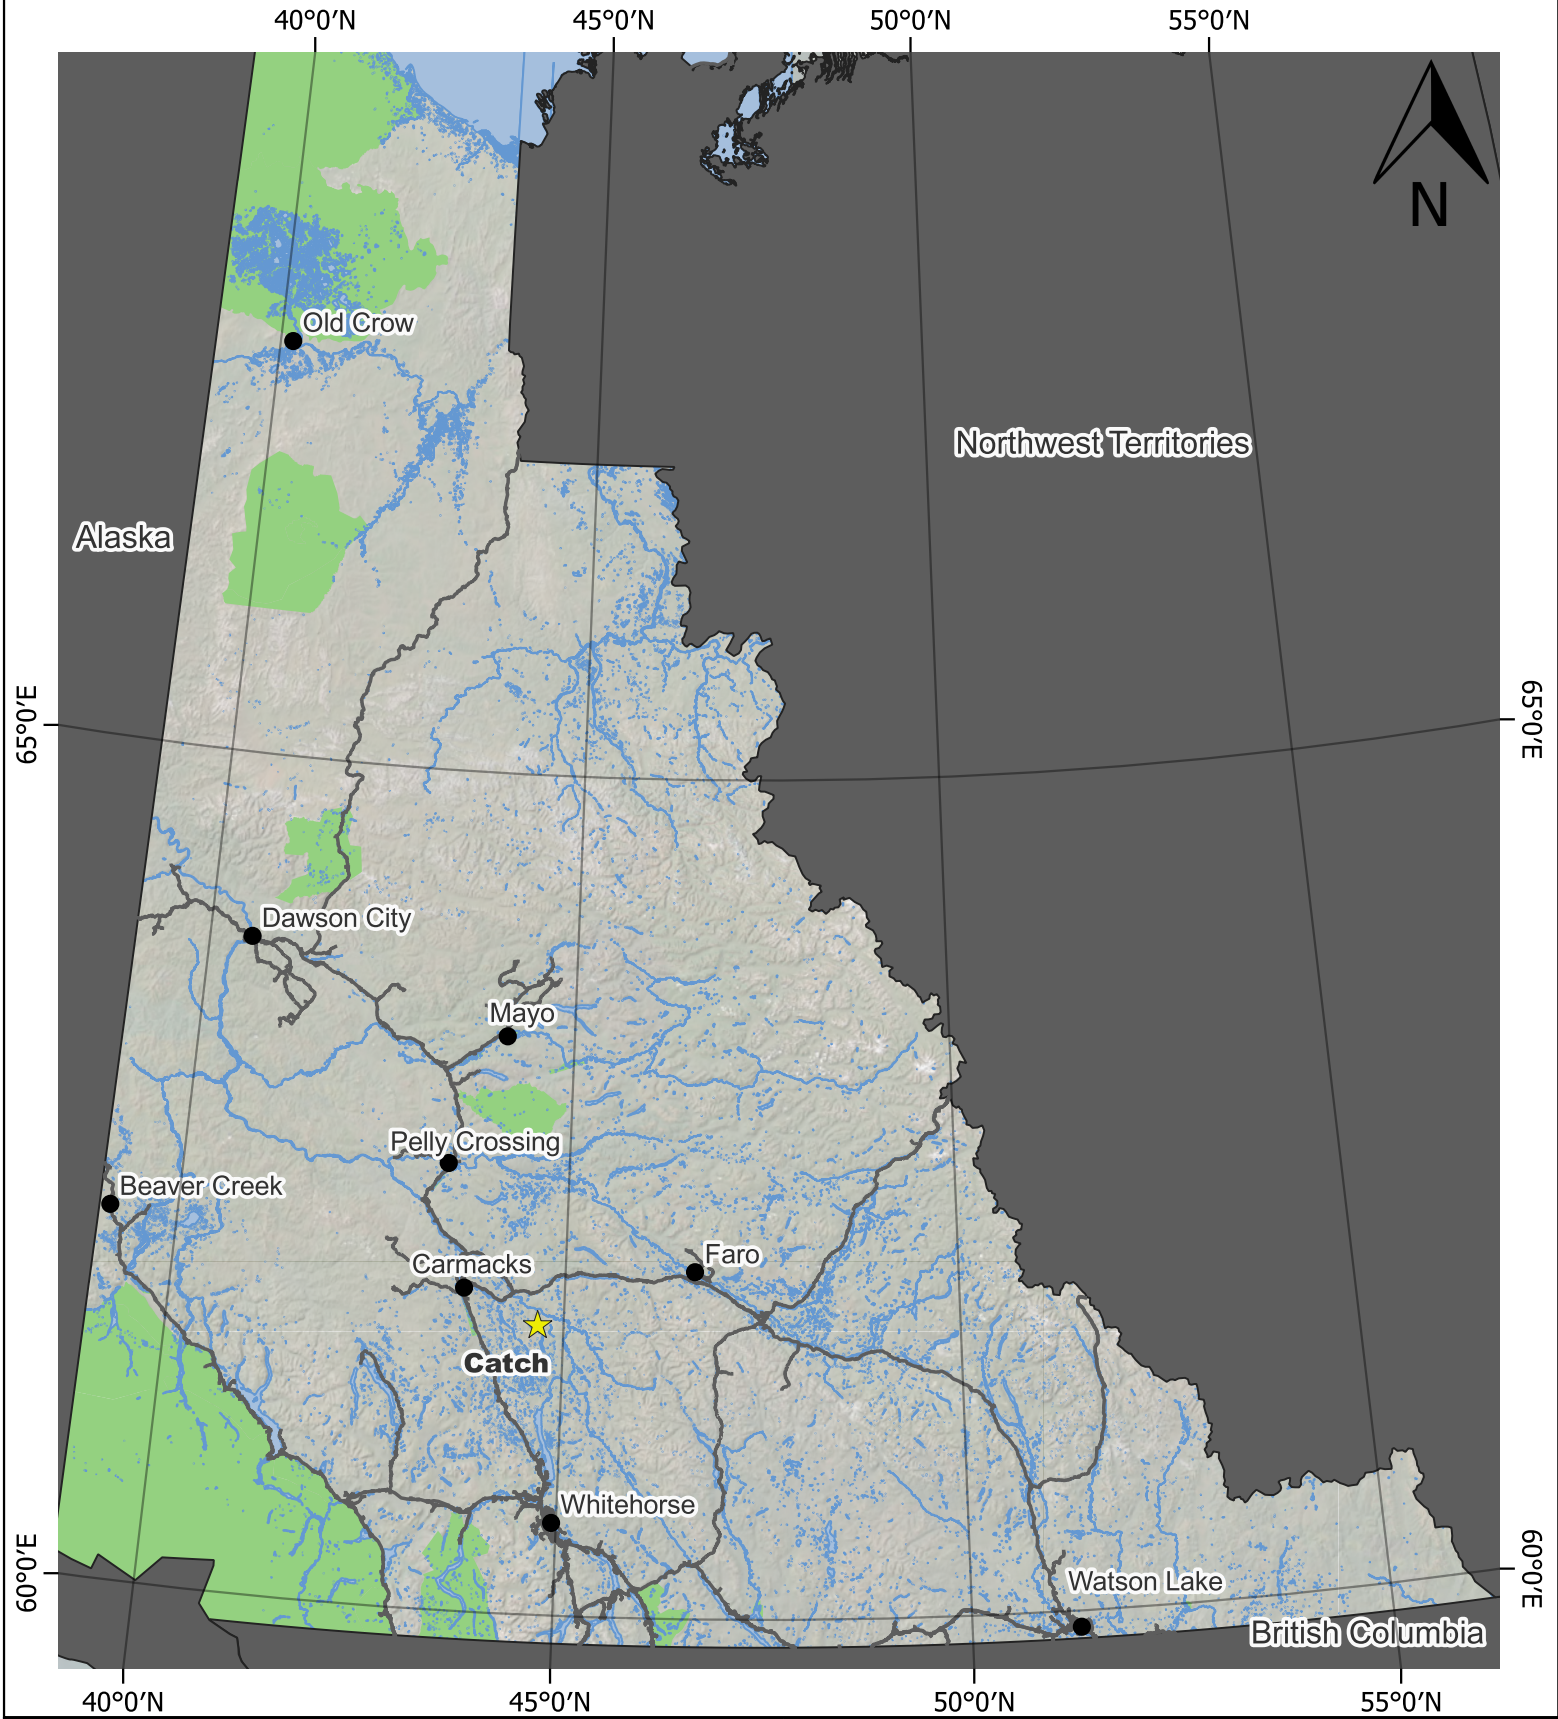 40°0′N 45°0′N 50°0′N 55°0′N
N
Old Crow
Northwest Territories
Alaska
65°0′E 65°0′E
Dawson City
Mayo
Pelly Crossing
Beaver Creek
Faro
Carmacks
Catch
Whitehorse
60°0′E 60°0′E
Watson Lake
British Columbia
40°0′N 45°0′N 50°0′N 55°0′N